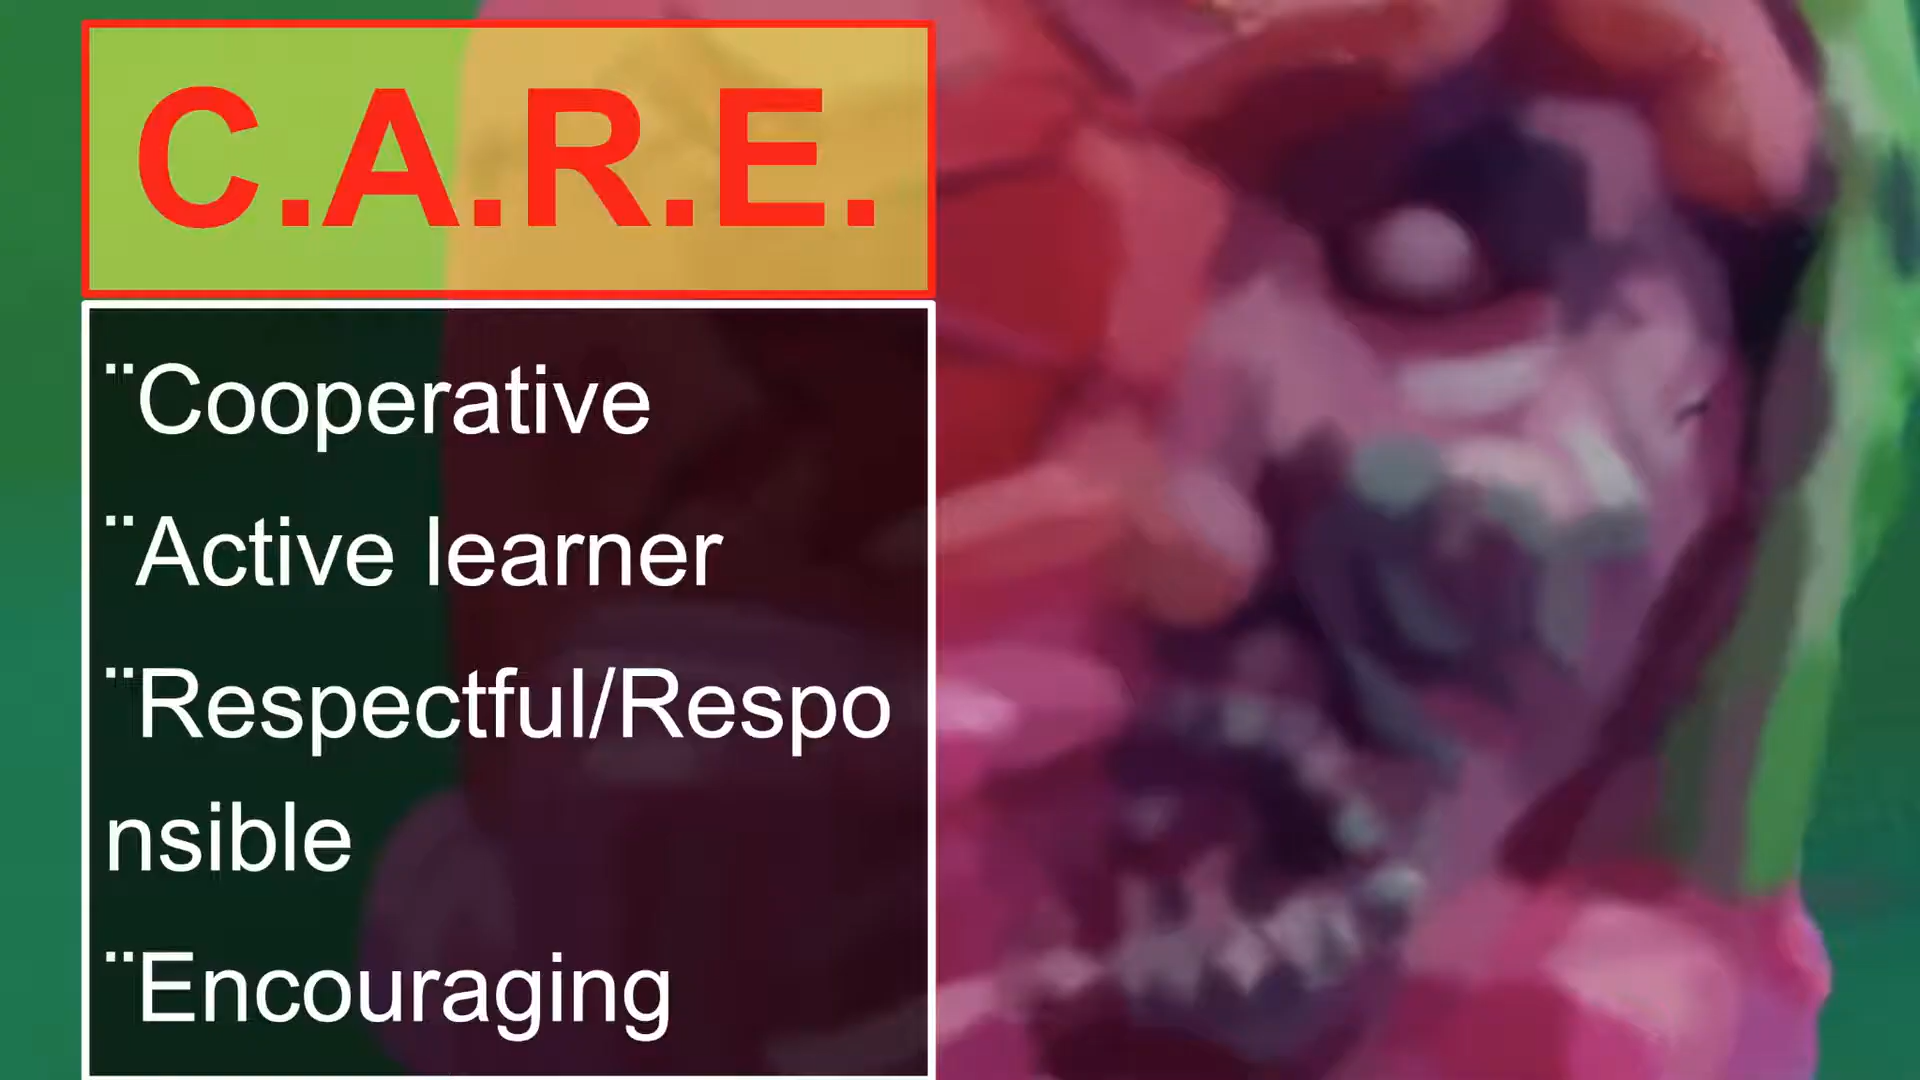 C.A.R.E.
¨Cooperative
¨Active learner
¨Respectful/Respo
nsible
¨Encouraging